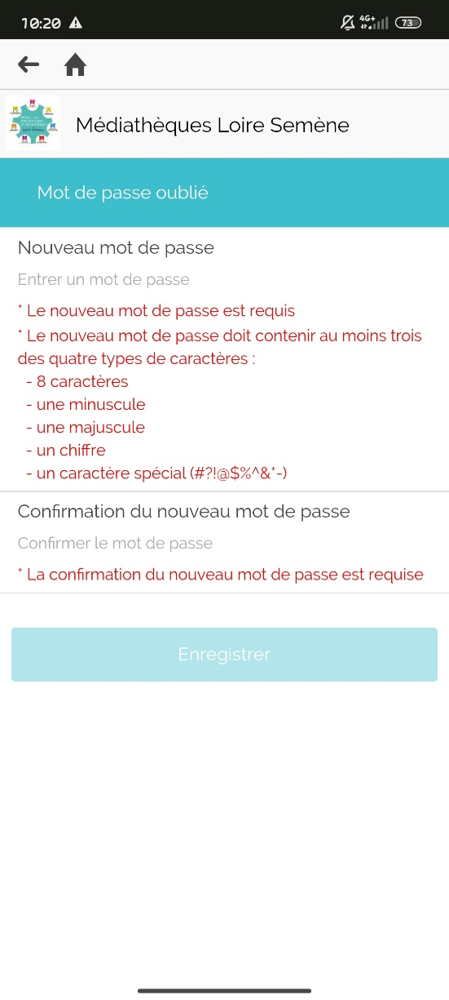 10:20
4G+
73
Médiathèques Loire Semène
Mot de passe oublié
Nouveau mot de passe
Entrer un mot de passe
* Le nouveau mot de passe est requis
* Le nouveau mot de passe doit contenir au moins trois
des quatre types de caractères :
- 8 caractères
- une minuscule
- une majuscule
- un chiffre
- un caractère spécial (#?!@$%^&*-)
Confirmation du nouveau mot de passe
Confirmer le mot de passe
* La confirmation du nouveau mot de passe est requise
Enregistrer